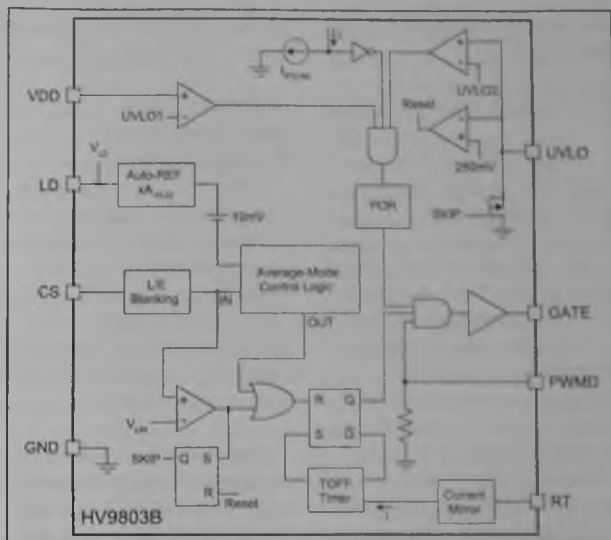 VDD
UVLO1
UVLO2
Reset
250mV
UVLO
SKIP
LD
Auto-REF
10mV
POR
CS
L/E
Blanking
IN
Average-Mode
Control Logic
OUT
GATE
PWMD
GND
SKIP
Q S
R
Reset
R Q
S Q
TOFF
Timer
Current
Mirror
RT
HV9803B